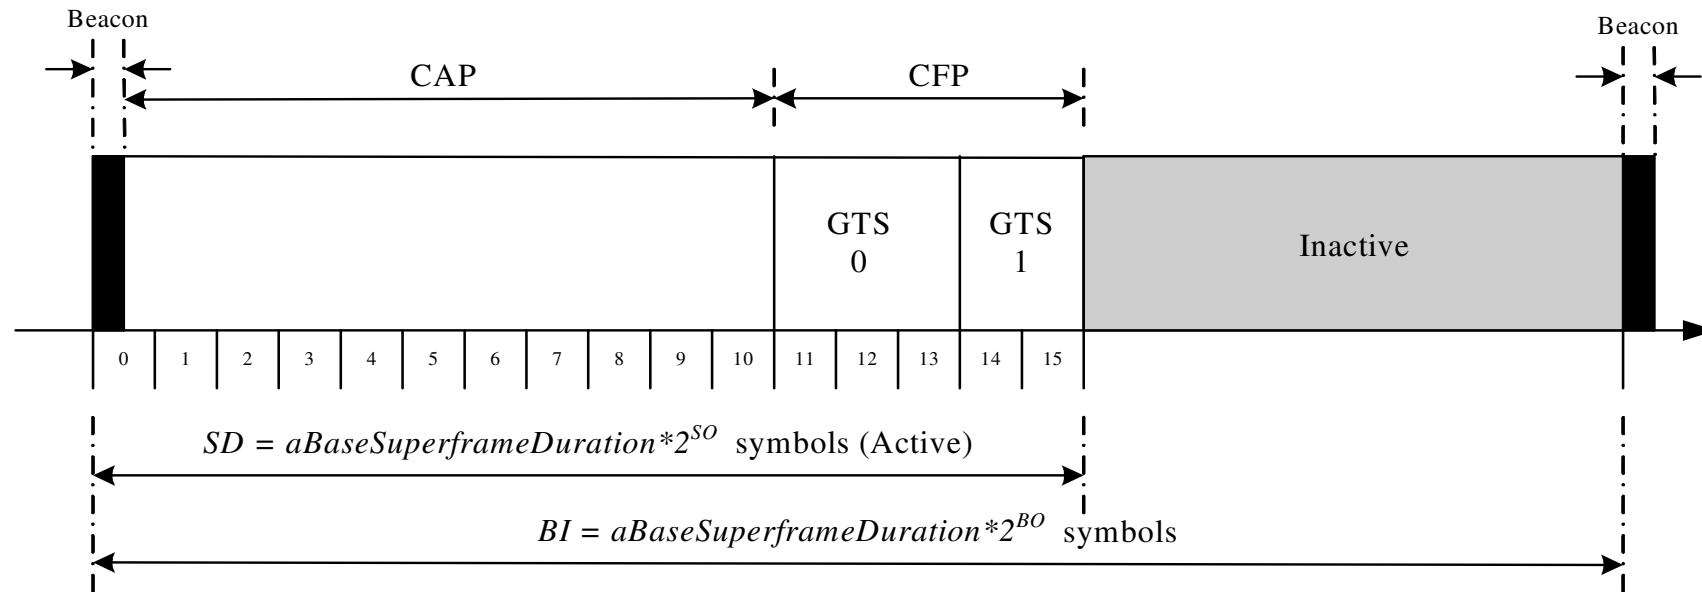 Beacon
Beacon
CAP
CFP
GTS
0
GTS
1
Inactive
0 1 2 3 4 5 6 7 8 9 10 11 12 13 14 15
SD = aBaseSuperframeDuration*2^SO symbols (Active)
BI = aBaseSuperframeDuration*2^BO symbols